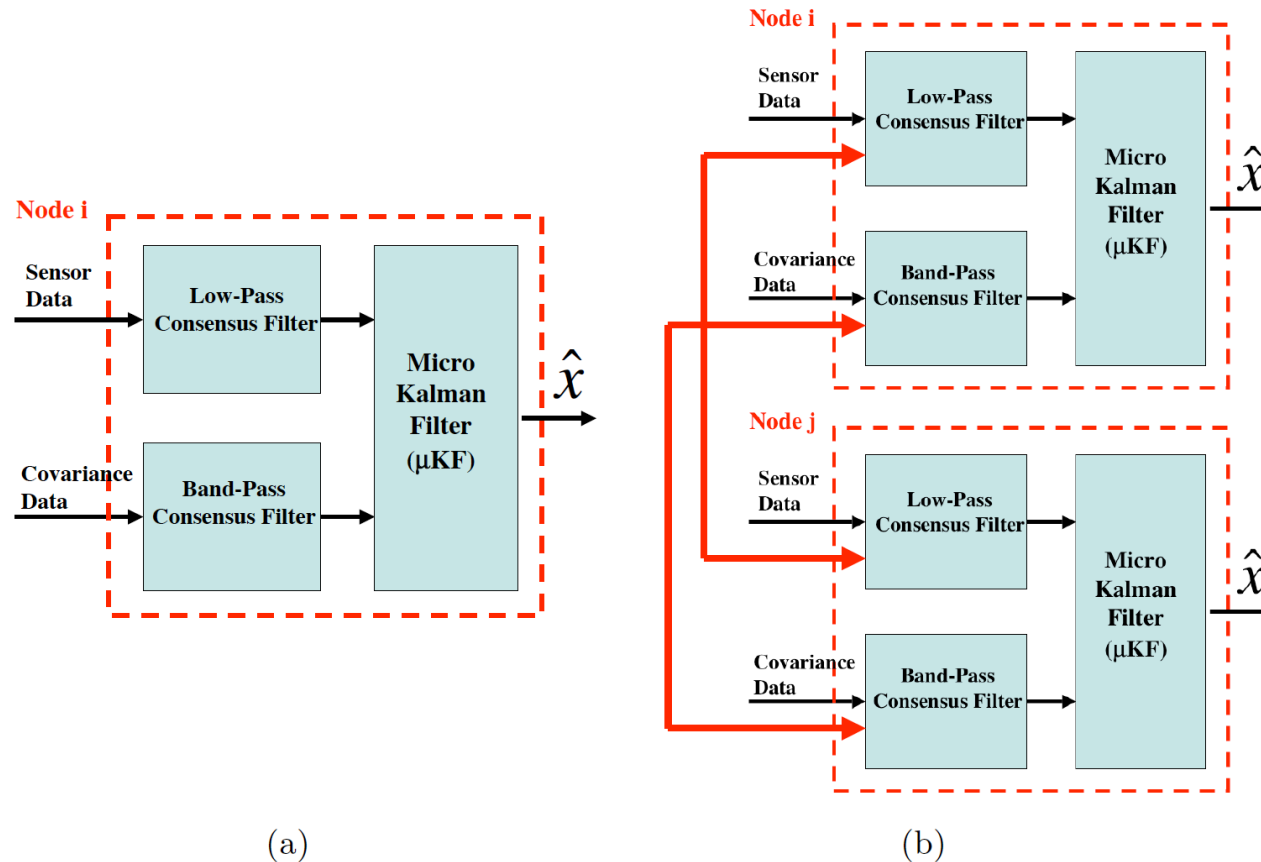 Node i
Sensor
Data
Low-Pass
Consensus Filter
Covariance
Data
Band-Pass
Consensus Filter
Micro
Kalman
Filter
(μKF)
x̂
(a)
Node i
Sensor
Data
Low-Pass
Consensus Filter
Covariance
Data
Band-Pass
Consensus Filter
Micro
Kalman
Filter
(μKF)
x̂
Node j
Sensor
Data
Low-Pass
Consensus Filter
Covariance
Data
Band-Pass
Consensus Filter
Micro
Kalman
Filter
(μKF)
x̂
(b)